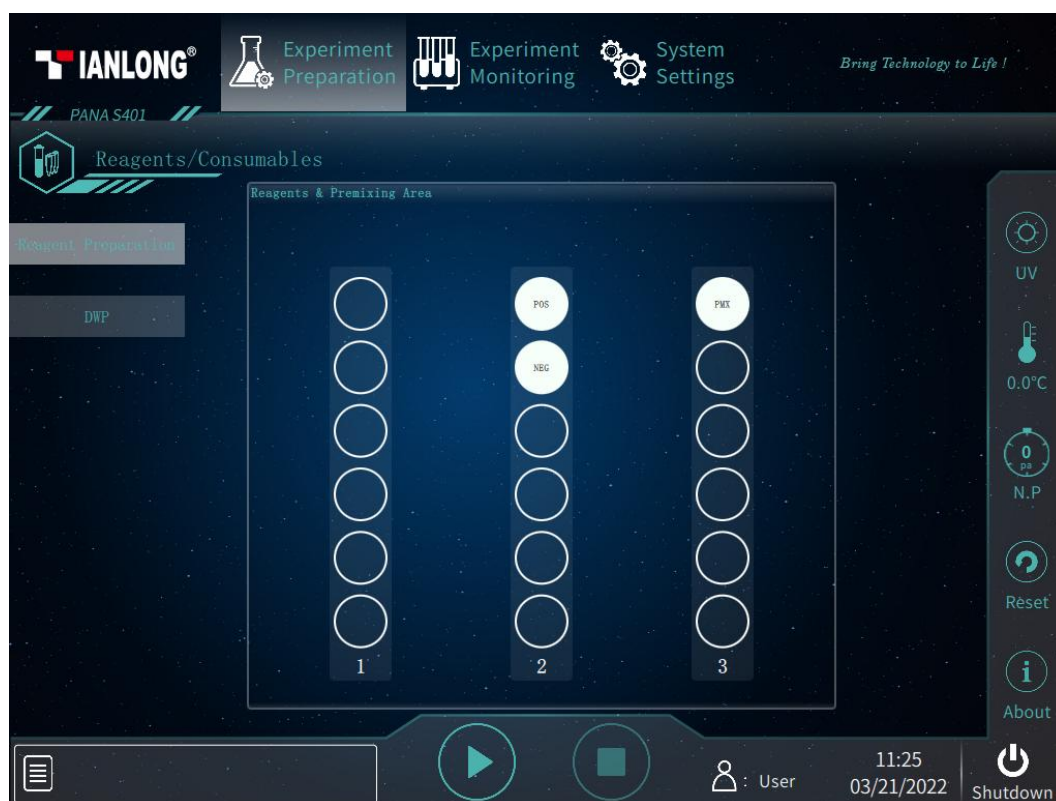 TIANLONG®
Experiment
Preparation
Experiment
Monitoring
System
Settings
Bring Technology to Life !
PANA S401
Reagents/Consumables
Reagents & Premixing Area
Reagent Preparation
DWP
POS
NEG
PMX
1
2
3
UV
0.0°C
0
pa
N.P
Reset
i
About
: User
11:25
03/21/2022
Shutdown